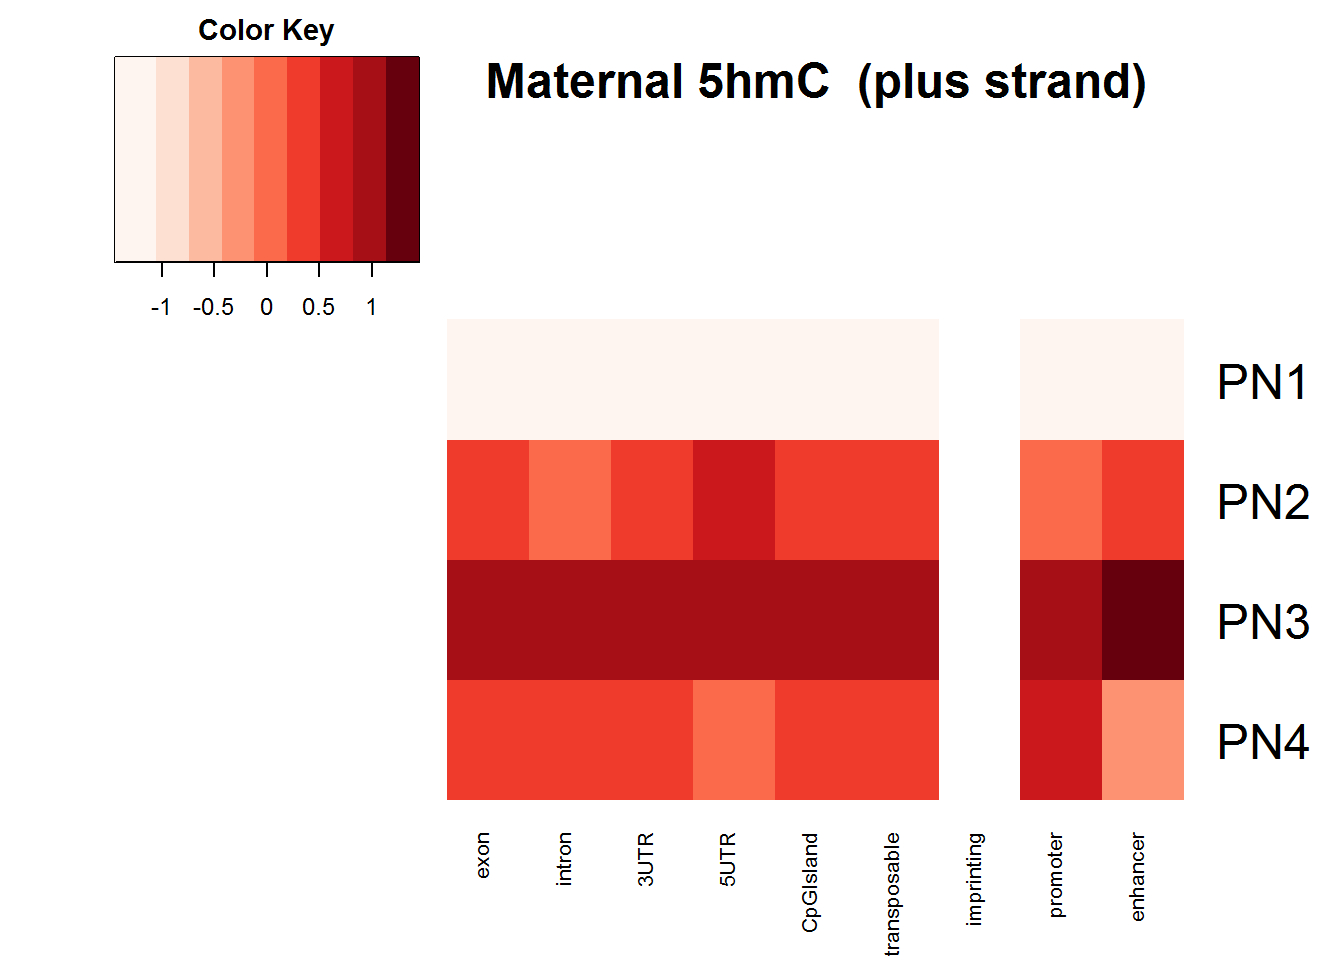 Color Key
Maternal 5hmC  (plus strand)
-1 -0.5 0 0.5 1
PN1
PN2
PN3
PN4
exon
intron
3UTR
5UTR
CpGIsland
transposable
imprinting
promoter
enhancer